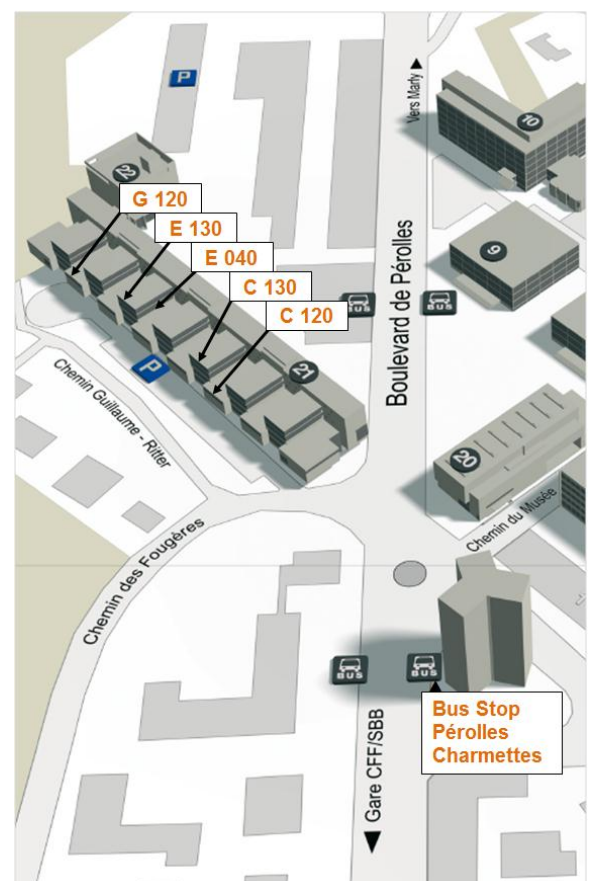 P
Vers Marly
10
22
G 120
E 130
E 040
C 130
C 120
9
BUS
BUS
Boulevard de Pérolles
P
21
Chemin Guillaume - Ritter
20
Chemin du Musée
Chemin des Fougères
BUS
BUS
Bus Stop
Pérolles
Charmettes
Gare CFF/SBB